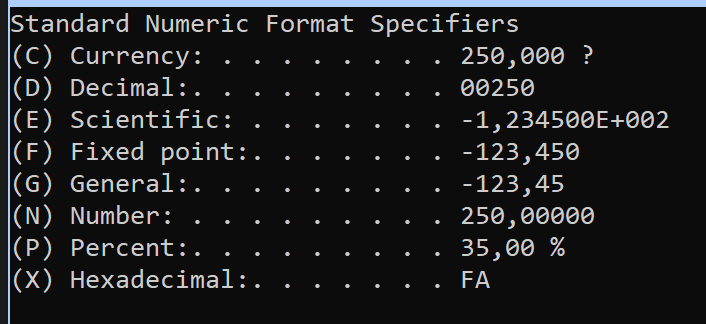 Standard Numeric Format Specifiers
(C) Currency: . . . . . . . . 250,000 ?
(D) Decimal:. . . . . . . . . 00250
(E) Scientific: . . . . . . . -1,234500E+002
(F) Fixed point:. . . . . . . -123,450
(G) General:. . . . . . . . . -123,45
(N) Number: . . . . . . . . . 250,00000
(P) Percent:. . . . . . . . . 35,00 %
(X) Hexadecimal:. . . . . . . FA